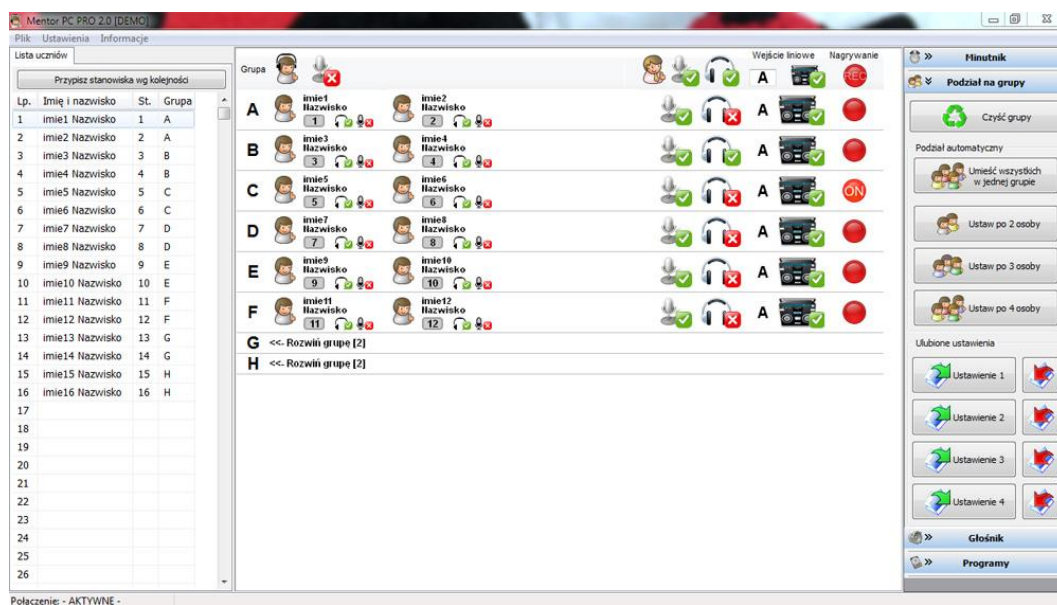 Mentor PC PRO 2.0 [DEMO]
Plik Ustawienia Informacje
Lista uczniów
Przypisz stanowiska wg kolejności
Lp. Imię i nazwisko St. Grupa
1 imie1 Nazwisko 1 A
2 imie2 Nazwisko 2 A
3 imie3 Nazwisko 3 B
4 imie4 Nazwisko 4 B
5 imie5 Nazwisko 5 C
6 imie6 Nazwisko 6 C
7 imie7 Nazwisko 7 D
8 imie8 Nazwisko 8 D
9 imie9 Nazwisko 9 E
10 imie10 Nazwisko 10 E
11 imie11 Nazwisko 11 F
12 imie12 Nazwisko 12 F
13 imie13 Nazwisko 13 G
14 imie14 Nazwisko 14 G
15 imie15 Nazwisko 15 H
16 imie16 Nazwisko 16 H
17
18
19
20
21
22
23
24
25
26
Grupa
Wejście liniowe Nagrywanie
A REC
A
imie1 imie2
Nazwisko Nazwisko
1 2
A
B
imie3 imie4
Nazwisko Nazwisko
3 4
A
C
imie5 imie6
Nazwisko Nazwisko
5 6
A ON
D
imie7 imie8
Nazwisko Nazwisko
7 8
A
E
imie9 imie10
Nazwisko Nazwisko
9 10
A
F
imie11 imie12
Nazwisko Nazwisko
11 12
A
G <<- Rozwiń grupę [2]
H <<- Rozwiń grupę [2]
Minutnik
Podział na grupy
Czyść grupy
Podział automatyczny
Umieść wszystkich
w jednej grupie
Ustaw po 2 osoby
Ustaw po 3 osoby
Ustaw po 4 osoby
Ulubione ustawienia
Ustawienie 1
Ustawienie 2
Ustawienie 3
Ustawienie 4
Głośnik
Programy
Połączenie: - AKTYWNE -